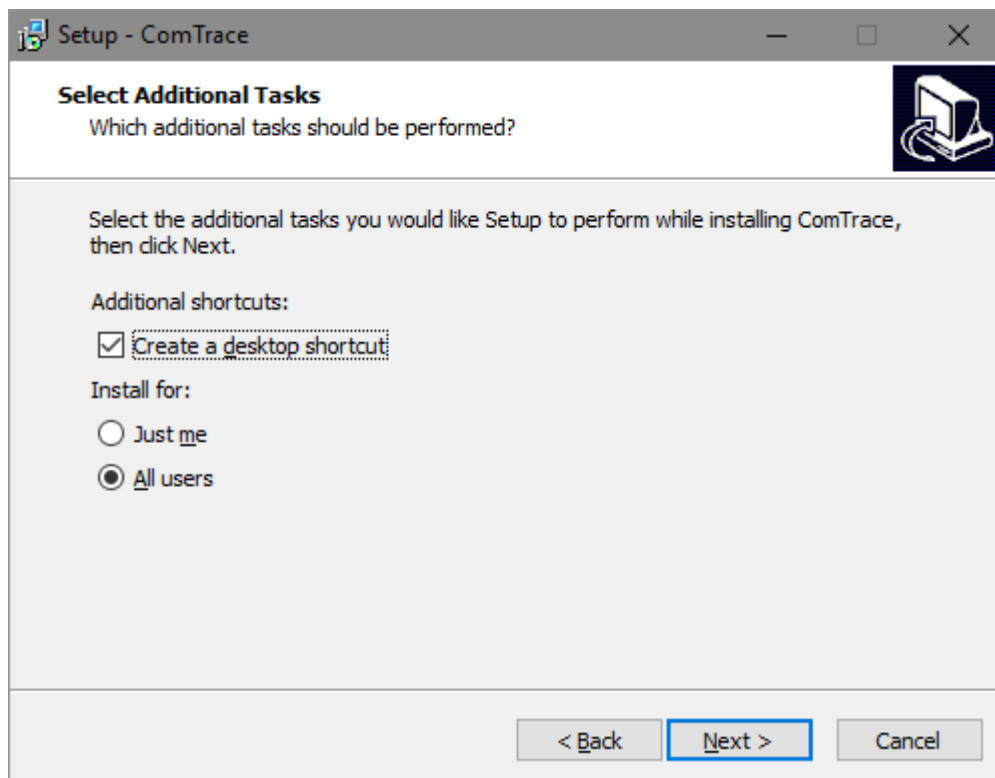 Setup - ComTrace
Select Additional Tasks
Which additional tasks should be performed?
Select the additional tasks you would like Setup to perform while installing ComTrace,
then click Next.
Additional shortcuts:
Create a desktop shortcut
Install for:
Just me
All users
< Back Next > Cancel